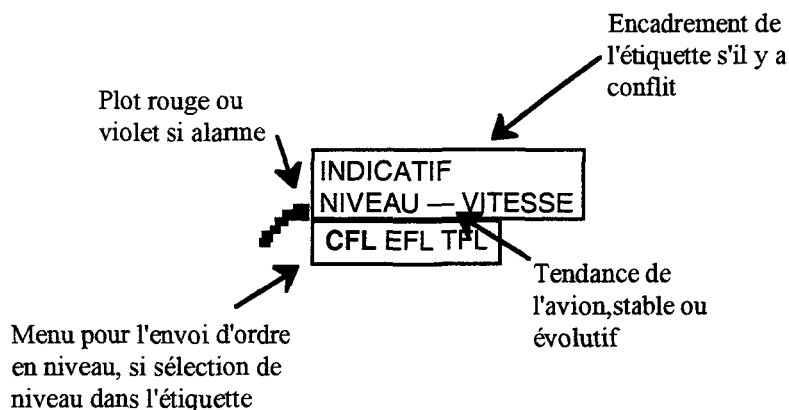 Encadrement de
l'étiquette s'il y a
conflit
Plot rouge ou
violet si alarme
INDICATIF
NIVEAU — VITESSE
CFL EFL TFL
Tendance de
l'avion,stable ou
évolutif
Menu pour l'envoi d'ordre
en niveau, si sélection de
niveau dans l'étiquette